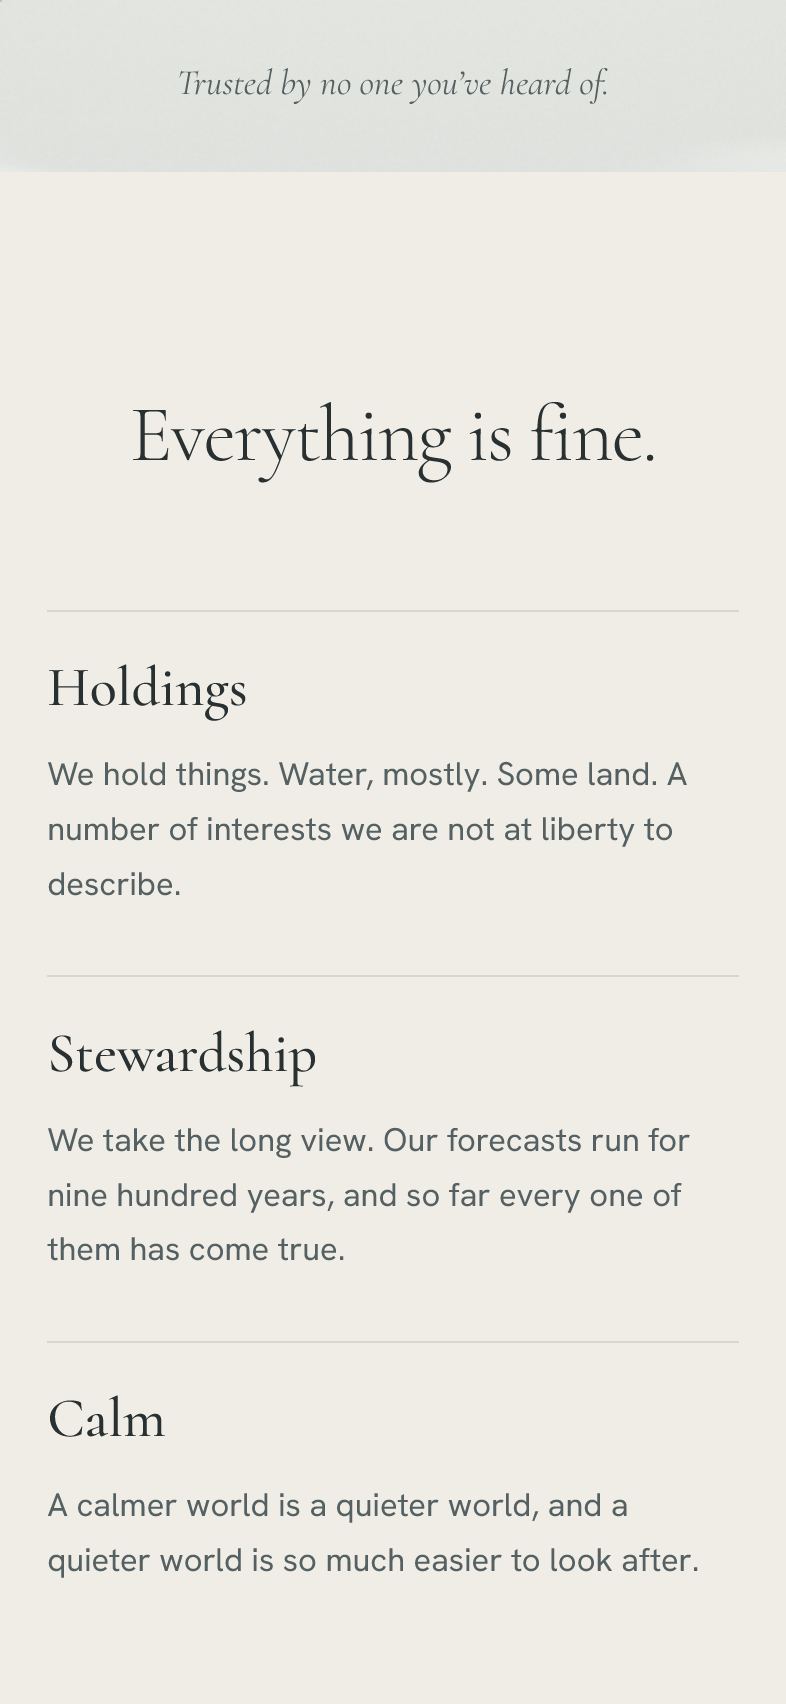 Trusted by no one you’ve heard of.
Everything is fine.
Holdings
We hold things. Water, mostly. Some land. A
number of interests we are not at liberty to
describe.
Stewardship
We take the long view. Our forecasts run for
nine hundred years, and so far every one of
them has come true.
Calm
A calmer world is a quieter world, and a
quieter world is so much easier to look after.